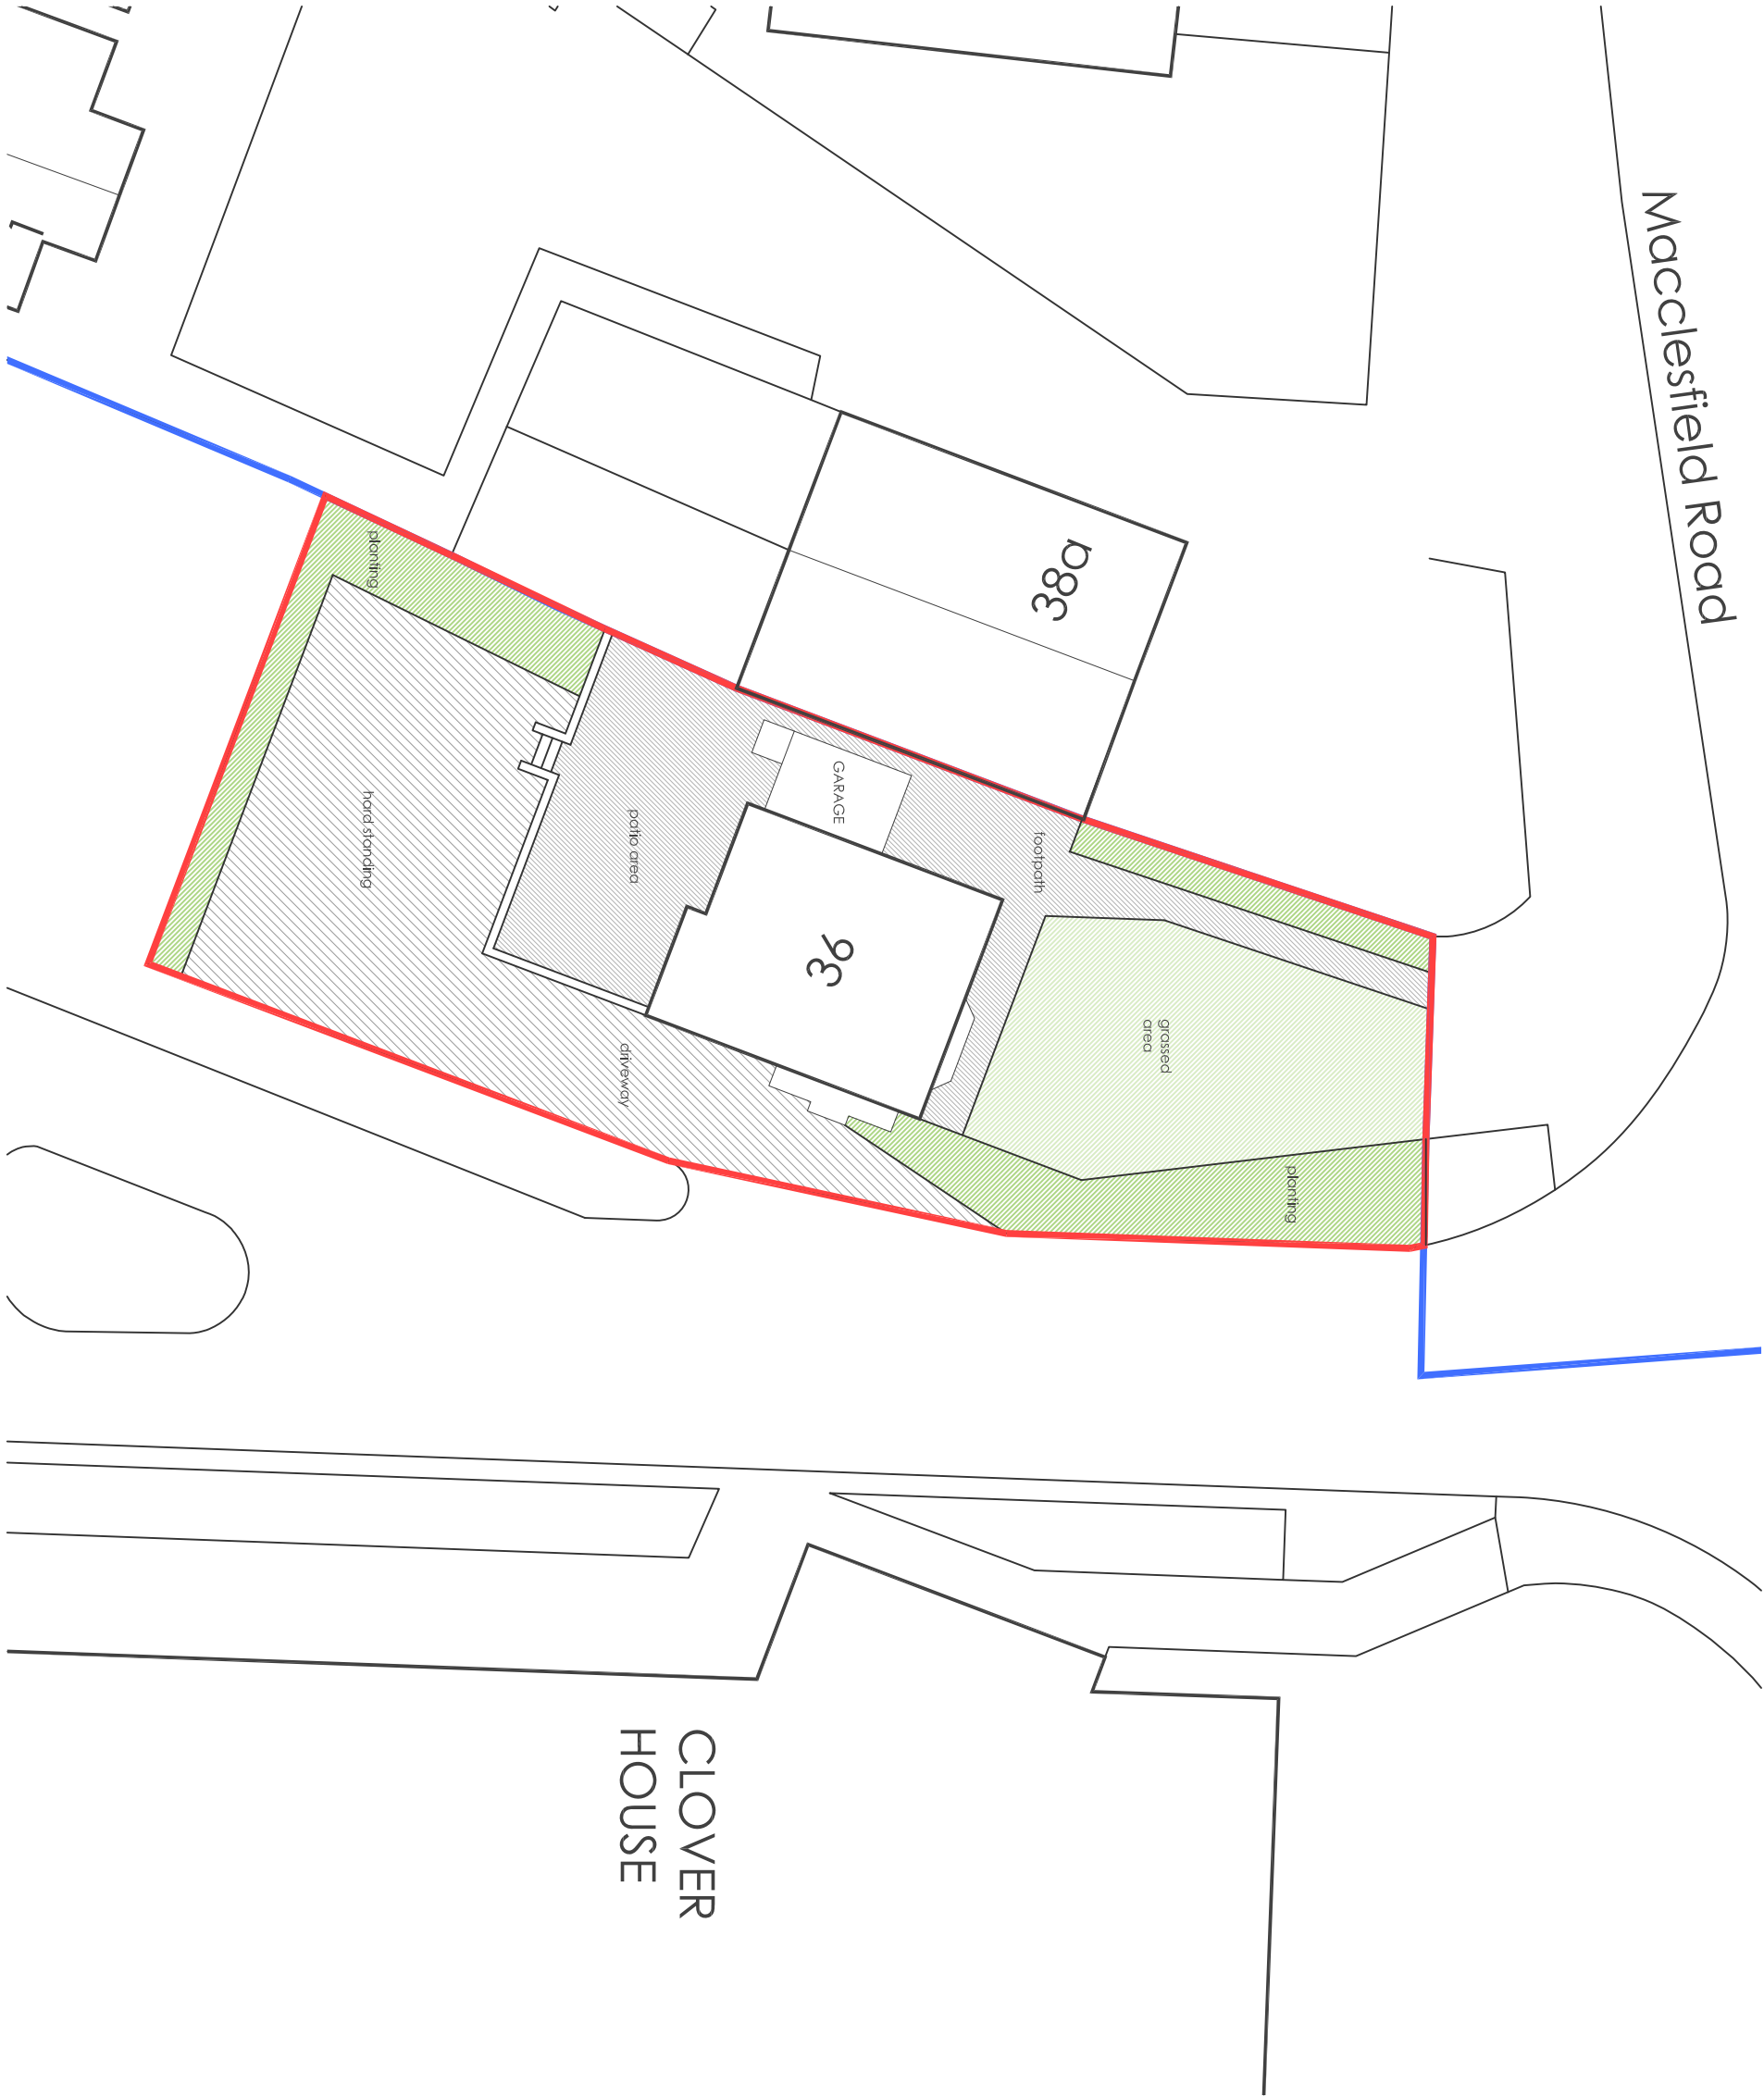 Macclesfield Road
38a
planting
GARAGE
footpath
hard standing
patio area
36
grassed
area
driveway
planting
CLOVER
HOUSE